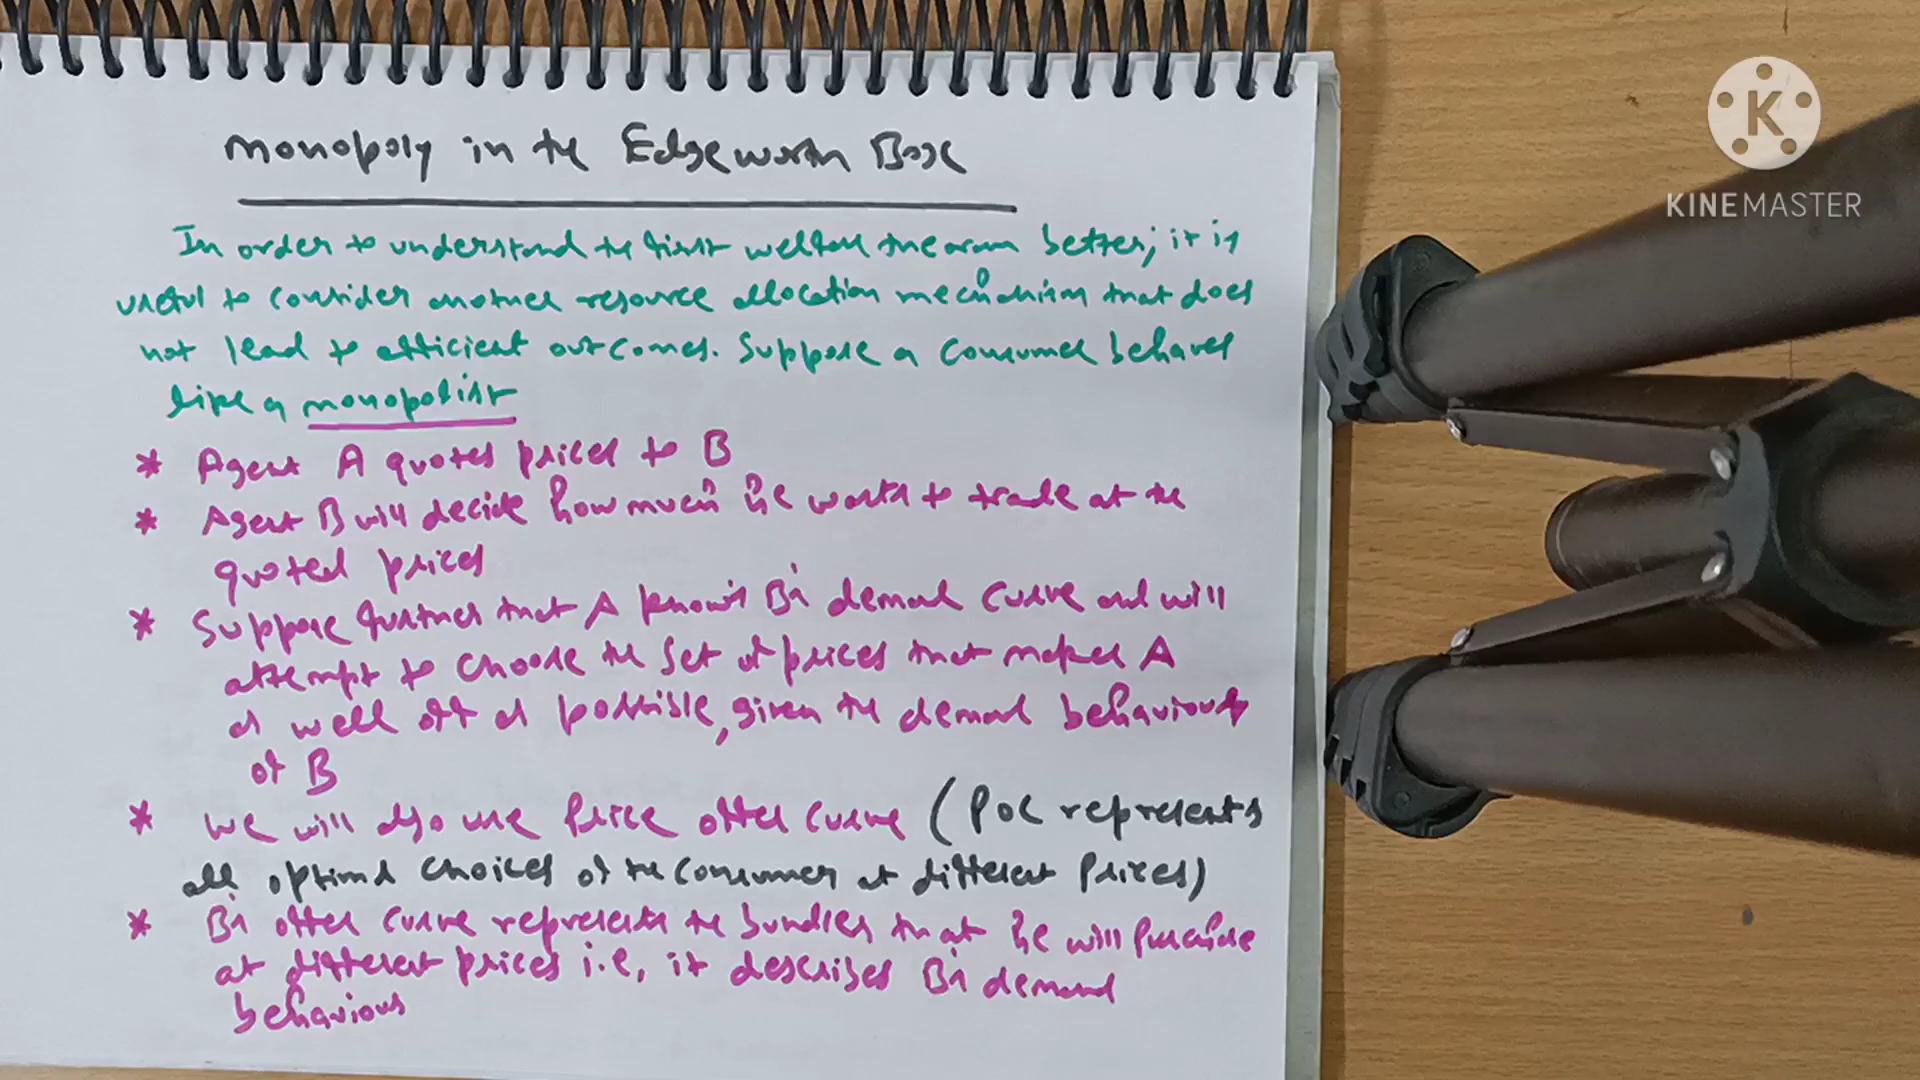 Monopoly in the Edgeworth Box
In order to understand the first welfare theorem better; it is
useful to consider another resource allocation mechanism that does
not lead to efficient outcomes. Suppose a consumer behaves
like a monopolist
* Agent A quotes prices to B
* Agent B will decide how much he wants to trade at the
quoted prices
* Suppose further that A knows B's demand curve and will
attempt to choose the set of prices that makes A
as well off as possible, given the demand behaviour
of B
* We will also use Price offer curve (POC represents
all optimal choices of the consumer at different Prices)
* B's offer curve represents the bundles that he will purchase
at different prices i.e, it describes B's demand
behaviour
K
KINEMASTER